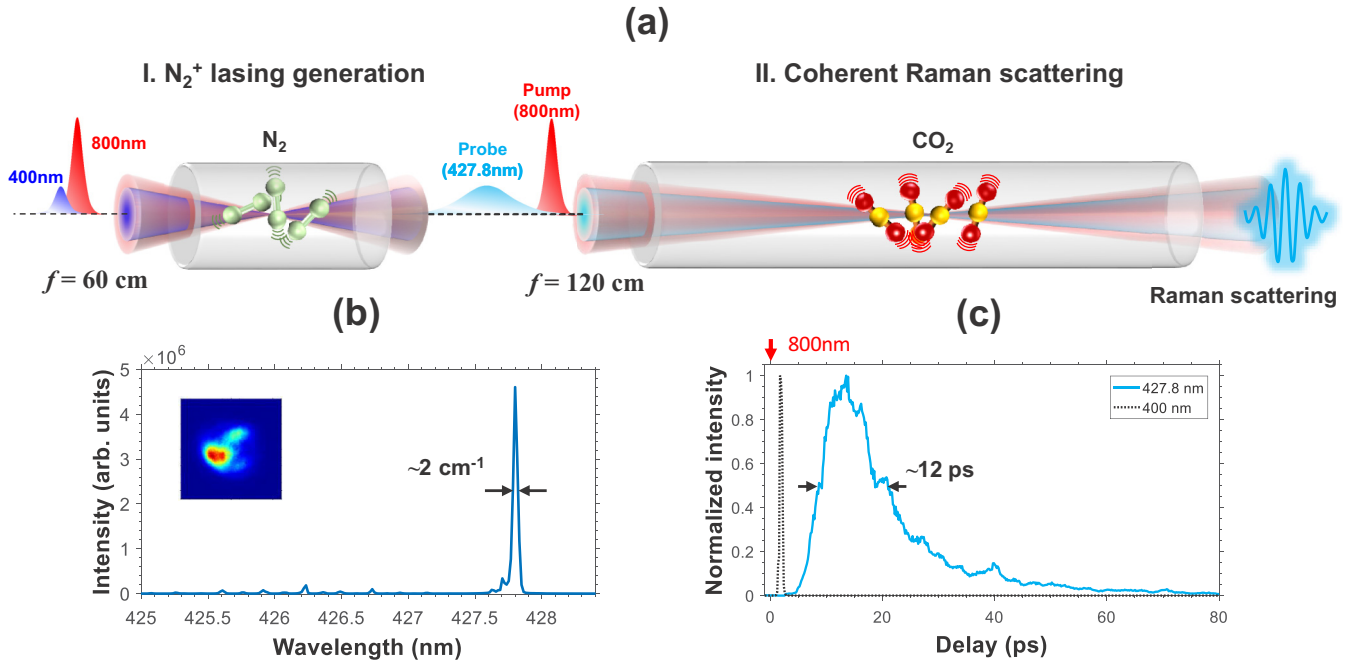 (a)
I. N₂⁺ lasing generation
II. Coherent Raman scattering
400nm
800nm
N₂
Probe
(427.8nm)
Pump
(800nm)
CO₂
f = 60 cm
f = 120 cm
Raman scattering
(b)
×10⁶
Intensity (arb. units)
5
4
3
2
1
0
~2 cm⁻¹
425 425.5 426 426.5 427 427.5 428
Wavelength (nm)
(c)
800nm
Normalized intensity
1
0.8
0.6
0.4
0.2
0
427.8 nm
400 nm
~12 ps
0 20 40 60 80
Delay (ps)